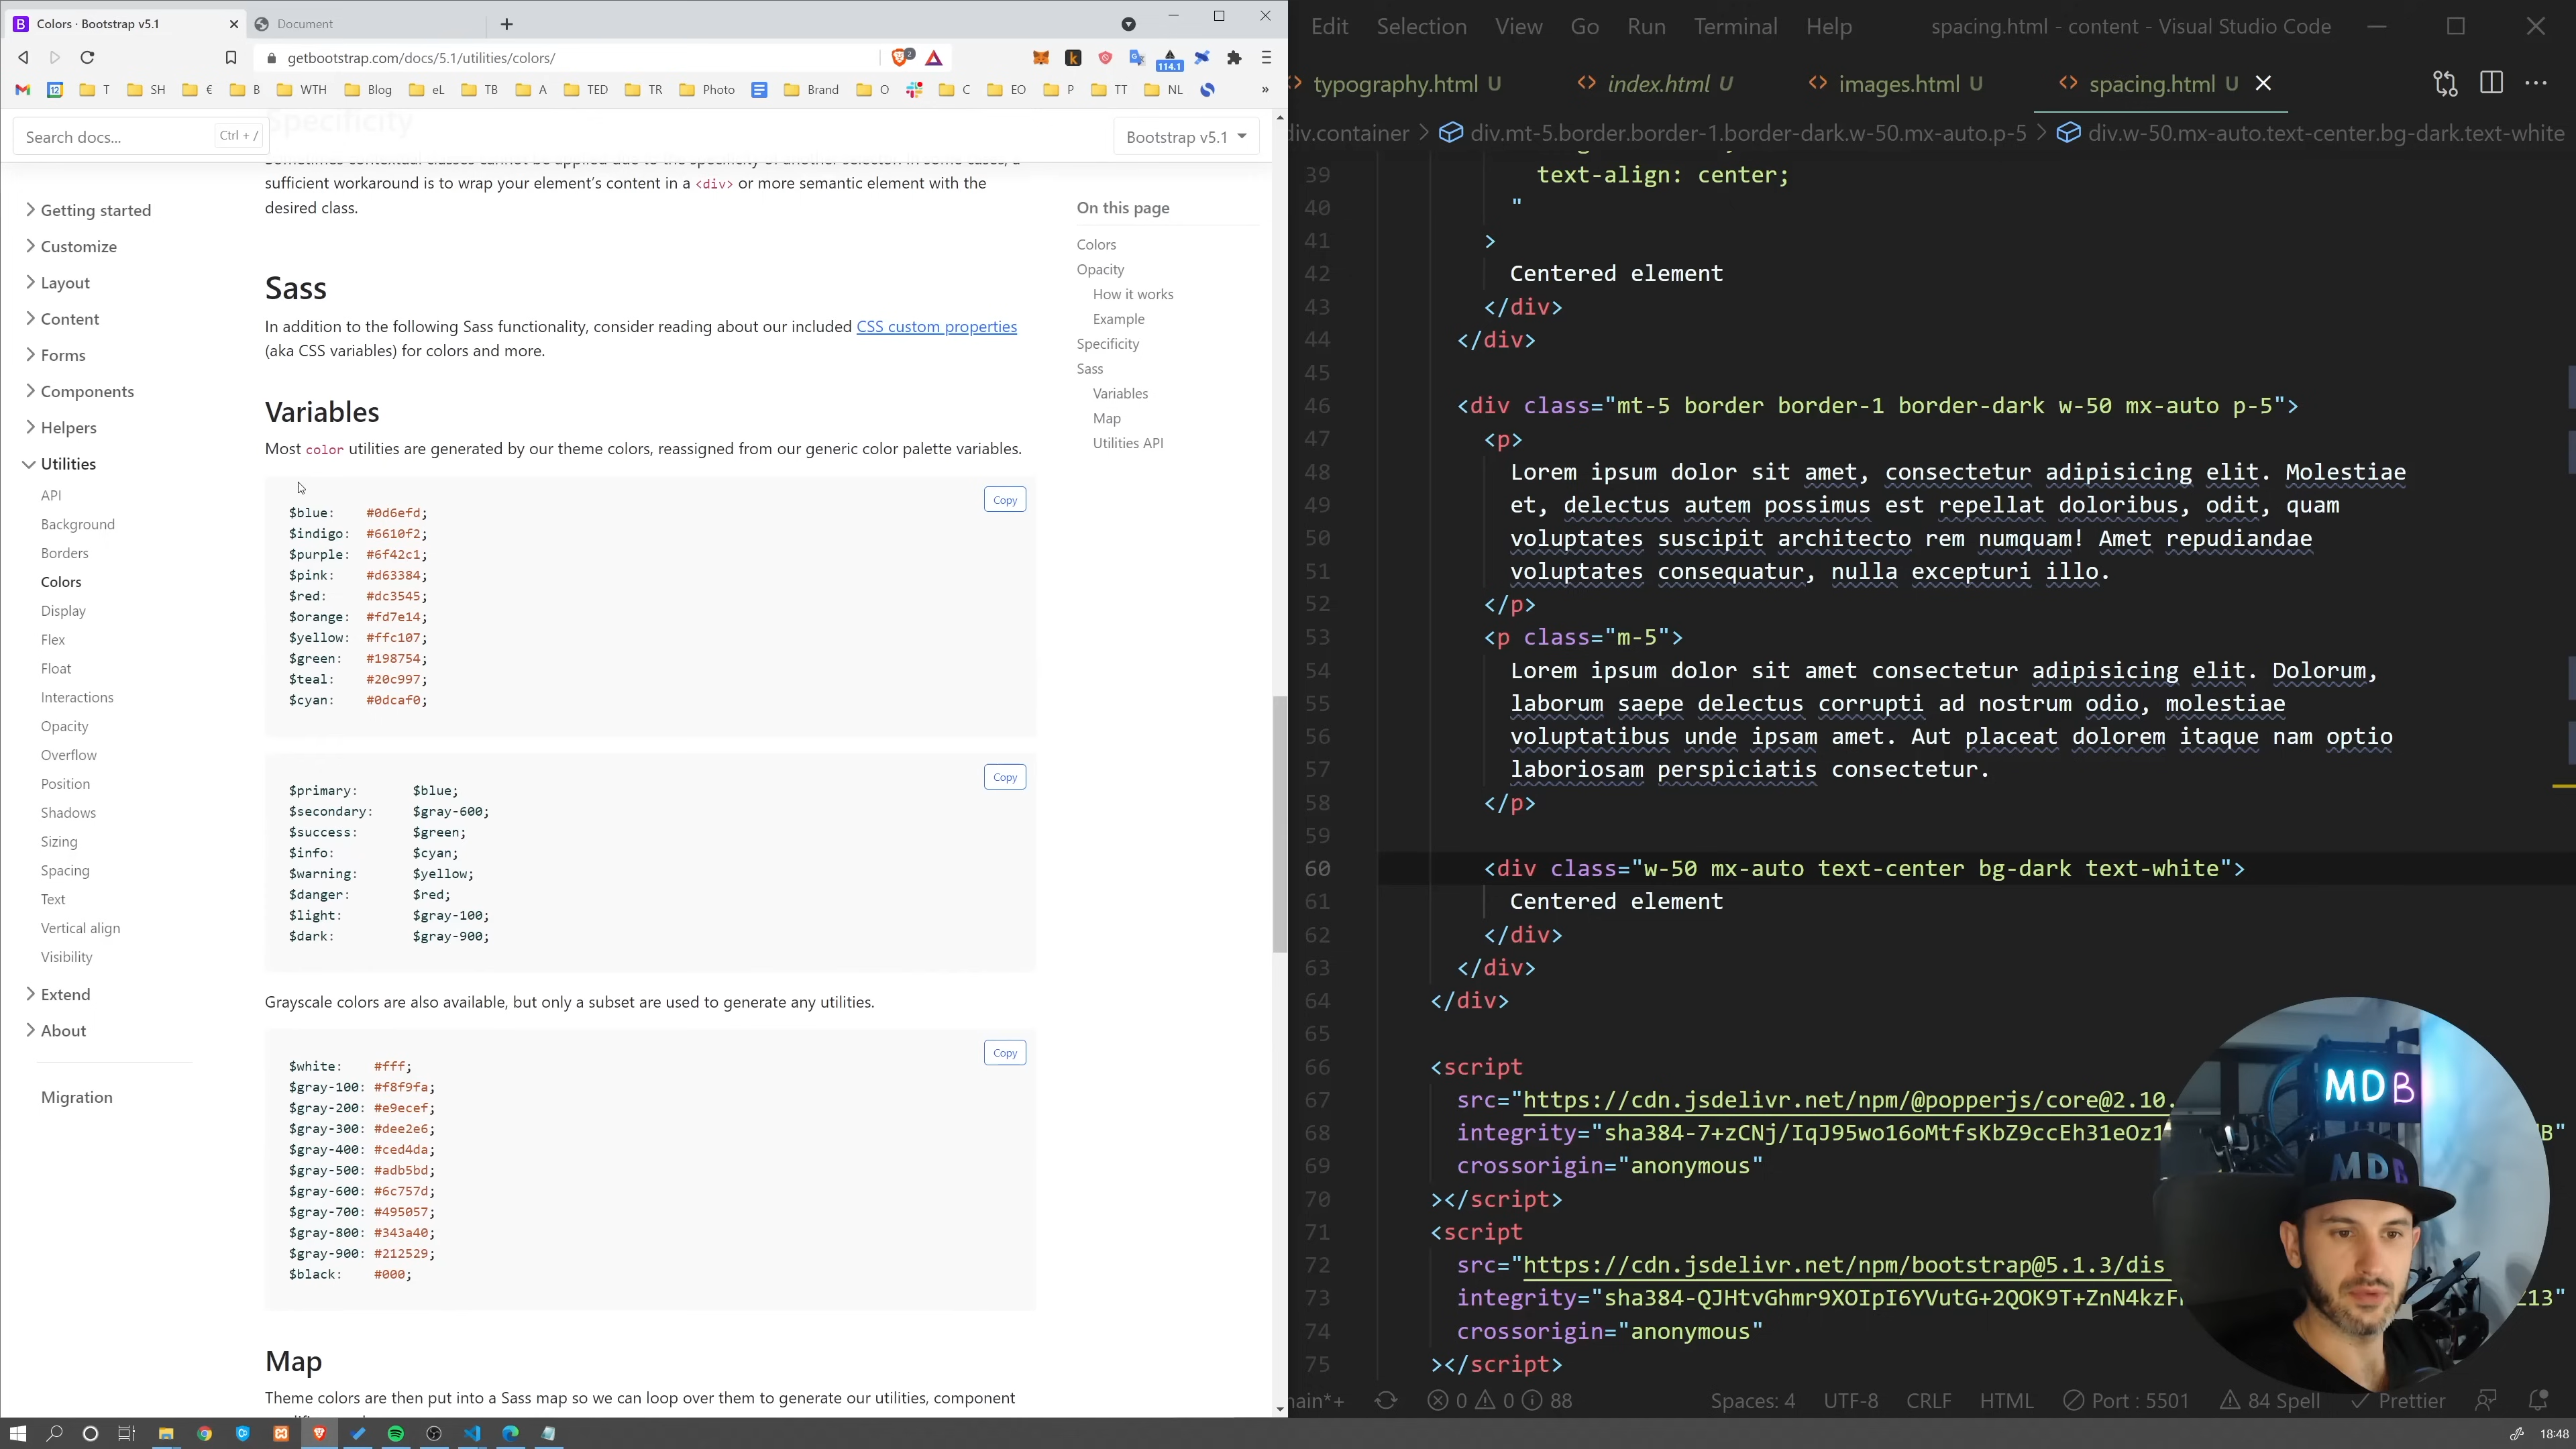 Colors · Bootstrap v5.1
Document
getbootstrap.com/docs/5.1/utilities/colors/
2
114.1
12
T
SH
€
B
WTH
Blog
eL
TB
A
TED
TR
Photo
Brand
O
C
EO
P
TT
NL
»
Specificity
Search docs...
Ctrl + /
Bootstrap v5.1
sufficient workaround is to wrap your element's content in a <div> or more semantic element with the
desired class.
Getting started
Customize
Layout
Content
Forms
Components
Helpers
Utilities
API
Background
Borders
Colors
Display
Flex
Float
Interactions
Opacity
Overflow
Position
Shadows
Sizing
Spacing
Text
Vertical align
Visibility
Extend
About
Migration
Sass
In addition to the following Sass functionality, consider reading about our included CSS custom properties
(aka CSS variables) for colors and more.
Variables
Most color utilities are generated by our theme colors, reassigned from our generic color palette variables.
Copy
$blue: #0d6efd;
$indigo: #6610f2;
$purple: #6f42c1;
$pink: #d63384;
$red: #dc3545;
$orange: #fd7e14;
$yellow: #ffc107;
$green: #198754;
$teal: #20c997;
$cyan: #0dcaf0;
Copy
$primary: $blue;
$secondary: $gray-600;
$success: $green;
$info: $cyan;
$warning: $yellow;
$danger: $red;
$light: $gray-100;
$dark: $gray-900;
Grayscale colors are also available, but only a subset are used to generate any utilities.
Copy
$white: #fff;
$gray-100: #f8f9fa;
$gray-200: #e9ecef;
$gray-300: #dee2e6;
$gray-400: #ced4da;
$gray-500: #adb5bd;
$gray-600: #6c757d;
$gray-700: #495057;
$gray-800: #343a40;
$gray-900: #212529;
$black: #000;
Map
Theme colors are then put into a Sass map so we can loop over them to generate our utilities, component
On this page
Colors
Opacity
How it works
Example
Specificity
Sass
Variables
Map
Utilities API
Edit Selection View Go Run Terminal Help
spacing.html - content - Visual Studio Code
typography.html U
index.html U
images.html U
spacing.html U
div.container > div.mt-5.border.border-1.border-dark.w-50.mx-auto.p-5 > div.w-50.mx-auto.text-center.bg-dark.text-white
39 text-align: center;
40 "
41 >
42 Centered element
43 </div>
44 </div>
45
46 <div class="mt-5 border border-1 border-dark w-50 mx-auto p-5">
47 <p>
48 Lorem ipsum dolor sit amet, consectetur adipisicing elit. Molestiae
49 et, delectus autem possimus est repellat doloribus, odit, quam
50 voluptates suscipit architecto rem numquam! Amet repudiandae
51 voluptates consequatur, nulla excepturi illo.
52 </p>
53 <p class="m-5">
54 Lorem ipsum dolor sit amet consectetur adipisicing elit. Dolorum,
55 laborum saepe delectus corrupti ad nostrum odio, molestiae
56 voluptatibus unde ipsam amet. Aut placeat dolorem itaque nam optio
57 laboriosam perspiciatis consectetur.
58 </p>
59
60 <div class="w-50 mx-auto text-center bg-dark text-white">
61 Centered element
62 </div>
63 </div>
64 </div>
65
66 <script
67 src="https://cdn.jsdelivr.net/npm/@popperjs/core@2.10.
68 integrity="sha384-7+zCNj/IqJ95wo16oMtfsKbZ9ccEh31eOz1
69 crossorigin="anonymous"
70 ></script>
71 <script
72 src="https://cdn.jsdelivr.net/npm/bootstrap@5.1.3/dis
73 integrity="sha384-QJHtvGhmr9XOIpI6YVutG+2QOK9T+ZnN4kzF
74 crossorigin="anonymous"
75 ></script>
MDB
MDB
0 0 88
Spaces: 4 UTF-8 CRLF HTML Port : 5501 84 Spell Prettier
18:48